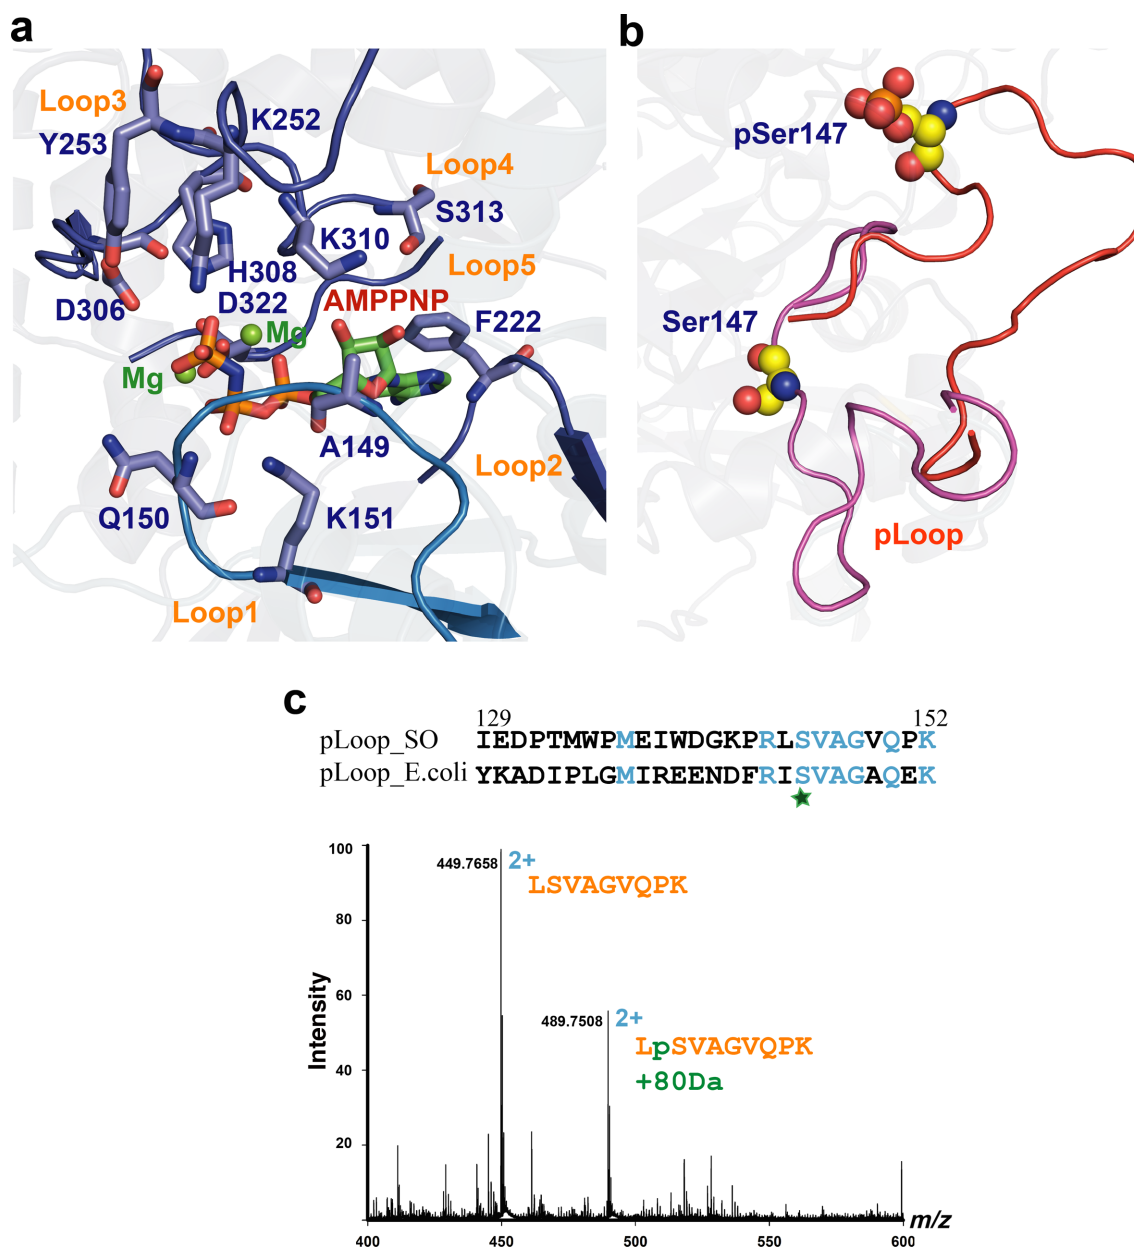 a
Loop3
Y253
K252
Loop4
S313
K310
Loop5
H308
D306
D322
AMPPNP
F222
Mg
Mg
A149
Loop2
Q150
K151
Loop1
b
pSer147
Ser147
pLoop
c
129 152
pLoop_SO IEDPTMWPMEIWDGKPRLSVAGVQPK
pLoop_E.coli YKADIPLGMIREENDFRISVAGAQEK
100
80
60
40
20
Intensity
449.7658
2+
LSVAGVQPK
489.7508
2+
LpSVAGVQPK
+80Da
400 450 500 550 600
m/z